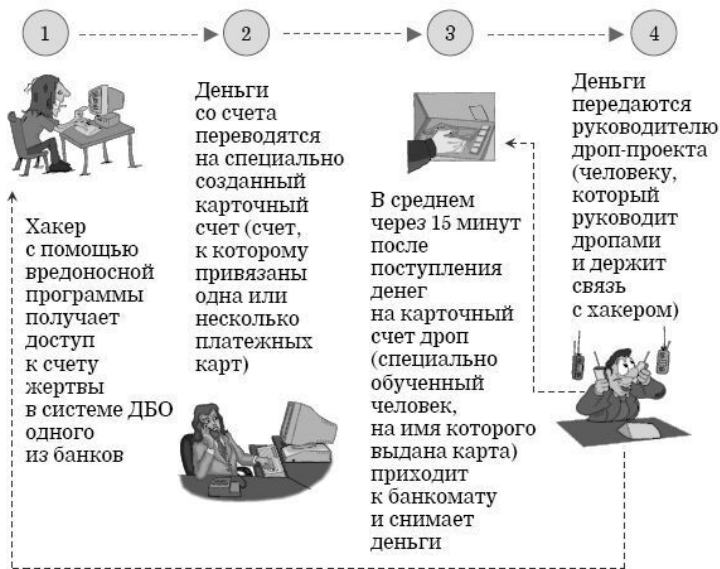 1
2
3
4
Хакер
с помощью
вредоносной
программы
получает
доступ
к счету
жертвы
в системе ДБО
одного
из банков
Деньги
со счета
переводятся
на специально
созданный
карточный
счет (счет,
к которому
привязаны
одна или
несколько
платежных
карт)
В среднем
через 15 минут
после
поступления
денег
на карточный
счет дроп
(специально
обученный
человек,
на имя которого
выдана карта)
приходит
к банкомату
и снимает
деньги
Деньги
передаются
руководителю
дроп-проекта
(человеку,
который
руководит
дропами
и держит
связь
с хакером)